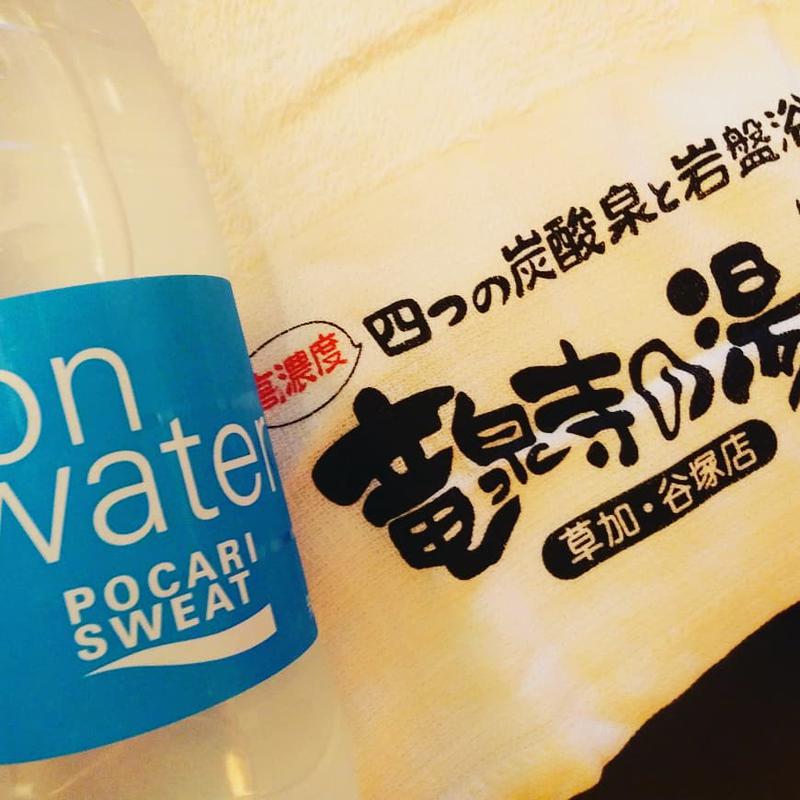 on
water
POCARI
SWEAT
高濃度
四つの炭酸泉と岩盤浴
竜泉寺の湯
草加・谷塚店